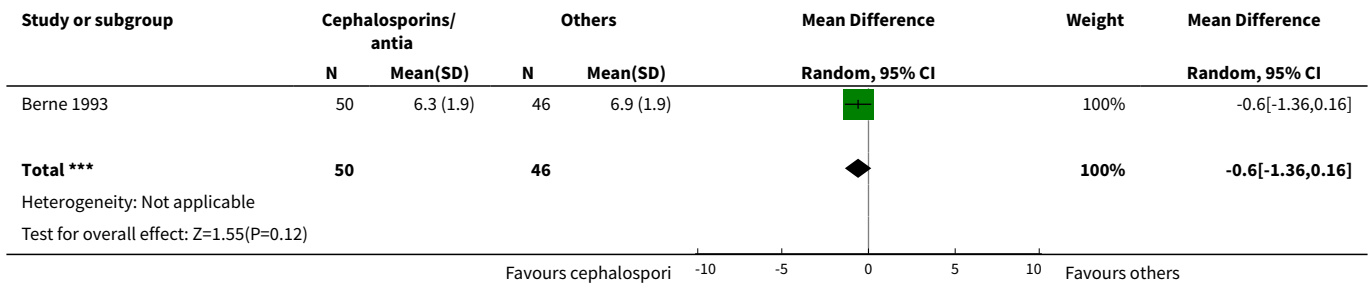 Study or subgroup Cephalosporins/ Others Mean Difference Weight Mean Difference
antia
N Mean(SD) N Mean(SD) Random, 95% CI Random, 95% CI
Berne 1993 50 6.3 (1.9) 46 6.9 (1.9) 100% -0.6[-1.36,0.16]
Total *** 50 46 100% -0.6[-1.36,0.16]
Heterogeneity: Not applicable
Test for overall effect: Z=1.55(P=0.12)
Favours cephalospori -10 -5 0 5 10 Favours others